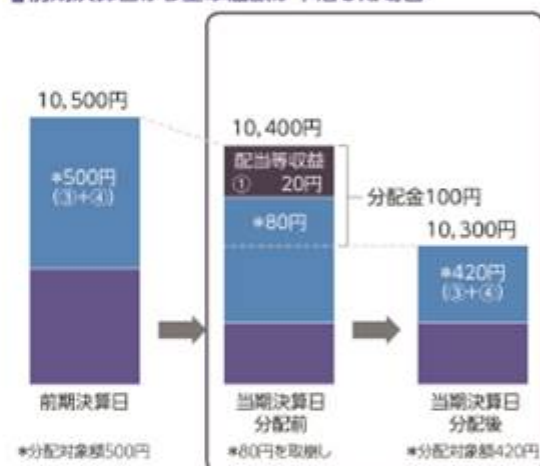 10,500円
*500円
(③+④)
前期決算日
*分配対象額500円
10,400円
配当等収益
① 20円
*80円
分配金100円
当期決算日
分配前
*80円を取崩し
10,300円
*420円
(③+④)
当期決算日
分配後
*分配対象額420円